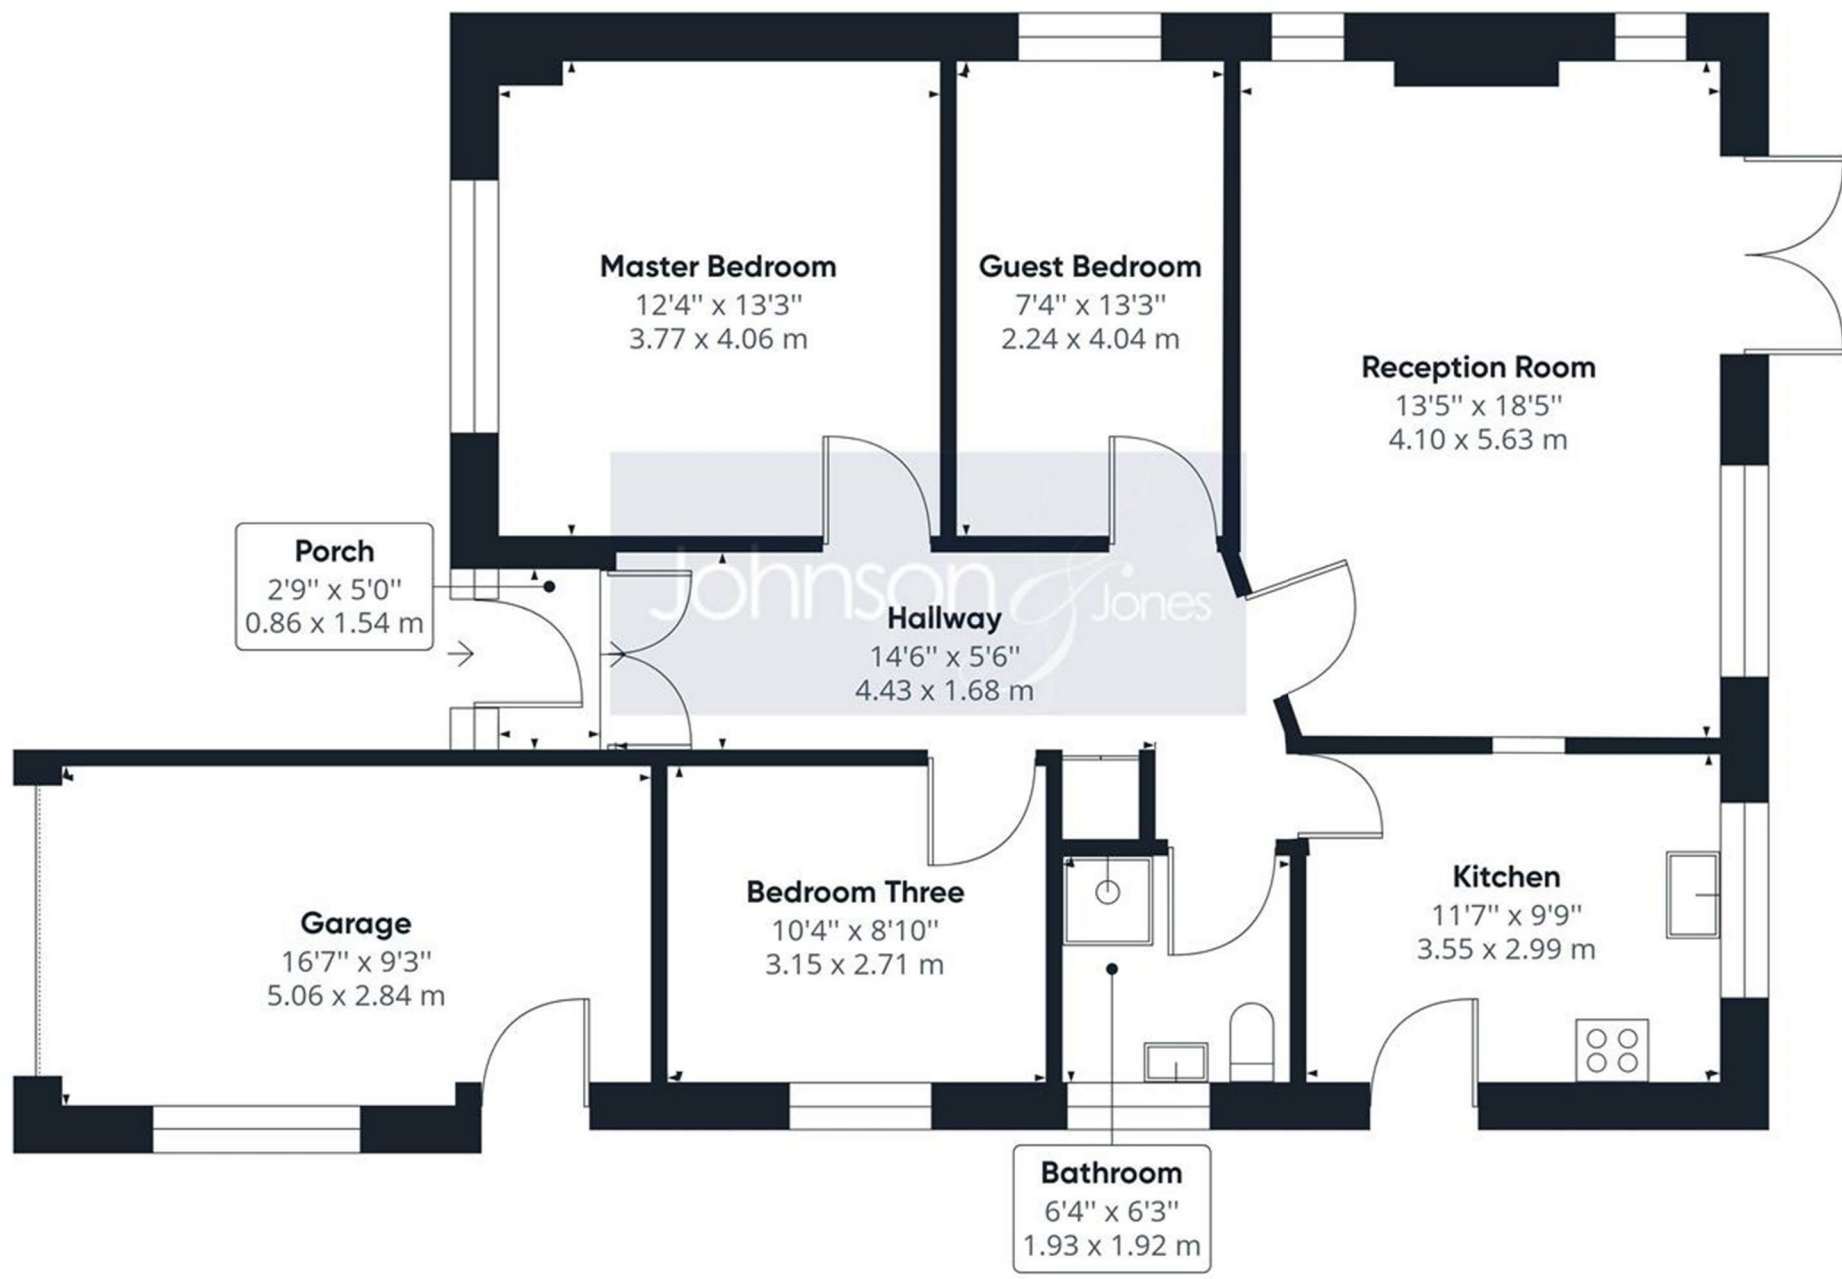 Master Bedroom
12'4" x 13'3"
3.77 x 4.06 m
Guest Bedroom
7'4" x 13'3"
2.24 x 4.04 m
Reception Room
13'5" x 18'5"
4.10 x 5.63 m
Porch
2'9" x 5'0"
0.86 x 1.54 m
Johnson & Jones
Hallway
14'6" x 5'6"
4.43 x 1.68 m
Garage
16'7" x 9'3"
5.06 x 2.84 m
Bedroom Three
10'4" x 8'10"
3.15 x 2.71 m
Kitchen
11'7" x 9'9"
3.55 x 2.99 m
Bathroom
6'4" x 6'3"
1.93 x 1.92 m